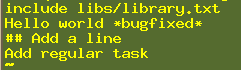 include libs/library.txt
Hello world *bugfixed*
## Add a line
Add regular task
~